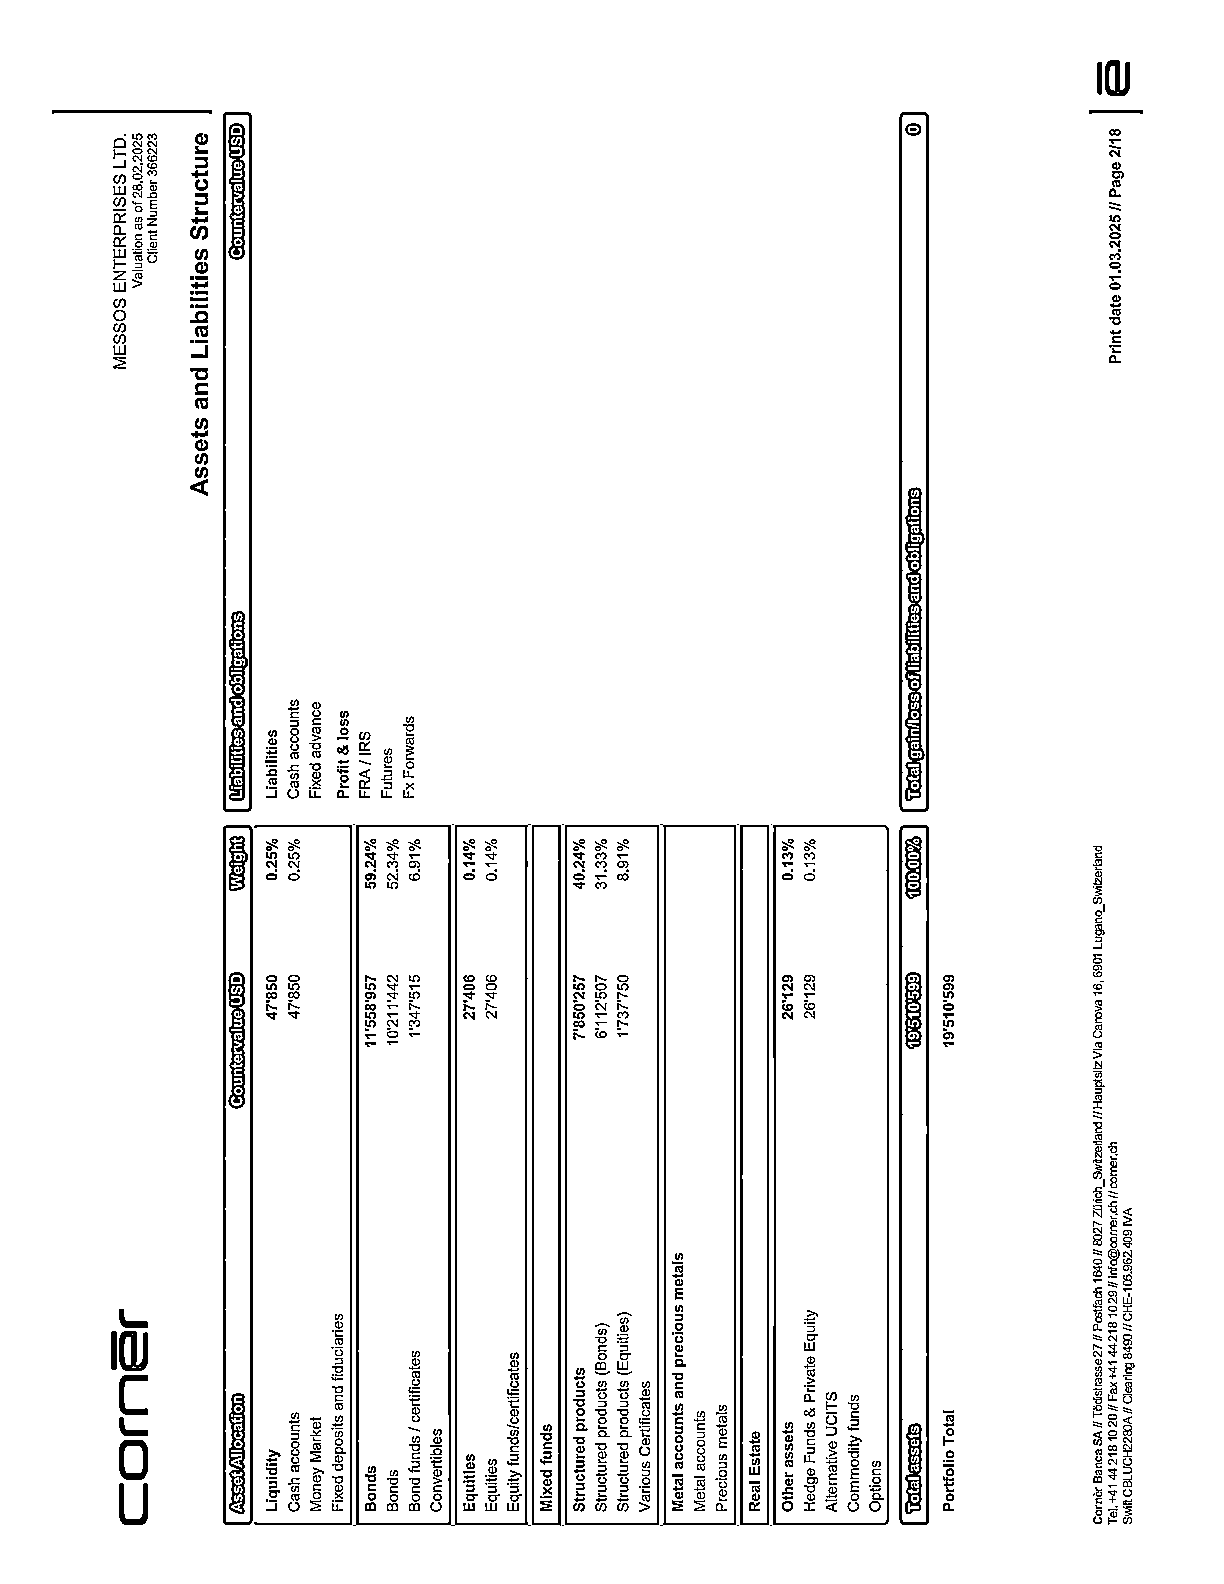 cornèr
MESSOS ENTERPRISES LTD.
Valuation as of 28.02.2025
Client Number 366223
Assets and Liabilities Structure
Asset Allocation Countervalue USD Weight
Liquidity 47'850 0.25%
Cash accounts 47'850 0.25%
Money Market
Fixed deposits and fiduciaries
Bonds 11'558'957 59.24%
Bonds 10'211'442 52.34%
Bond funds / certificates 1'347'515 6.91%
Convertibles
Equities 27'406 0.14%
Equities 27'406 0.14%
Equity funds/certificates
Mixed funds
Structured products 7'850'257 40.24%
Structured products (Bonds) 6'112'507 31.33%
Structured products (Equities) 1'737'750 8.91%
Various Certificates
Metal accounts and precious metals
Metal accounts
Precious metals
Real Estate
Other assets 26'129 0.13%
Hedge Funds & Private Equity 26'129 0.13%
Alternative UCITS
Commodity funds
Options
Total assets 19'510'599 100.00%
Portfolio Total 19'510'599
Liabilities and obligations Countervalue USD
Liabilities
Cash accounts
Fixed advance
Profit & loss
FRA / IRS
Futures
Fx Forwards
Total gain/loss of liabilities and obligations 0
Cornèr Banca SA // Tödistrasse 27 // Postfach 1640 // 8027 Zürich_Switzerland // Hauptsitz Via Canova 16, 6901 Lugano_Switzerland
Tel. +41 44 218 10 20 // Fax +41 44 218 10 29 // info@corner.ch // corner.ch
Swift CBLUCH2280A // Clearing 8490 // CHE-106.962.409 IVA
Print date 01.03.2025 // Page 2/18